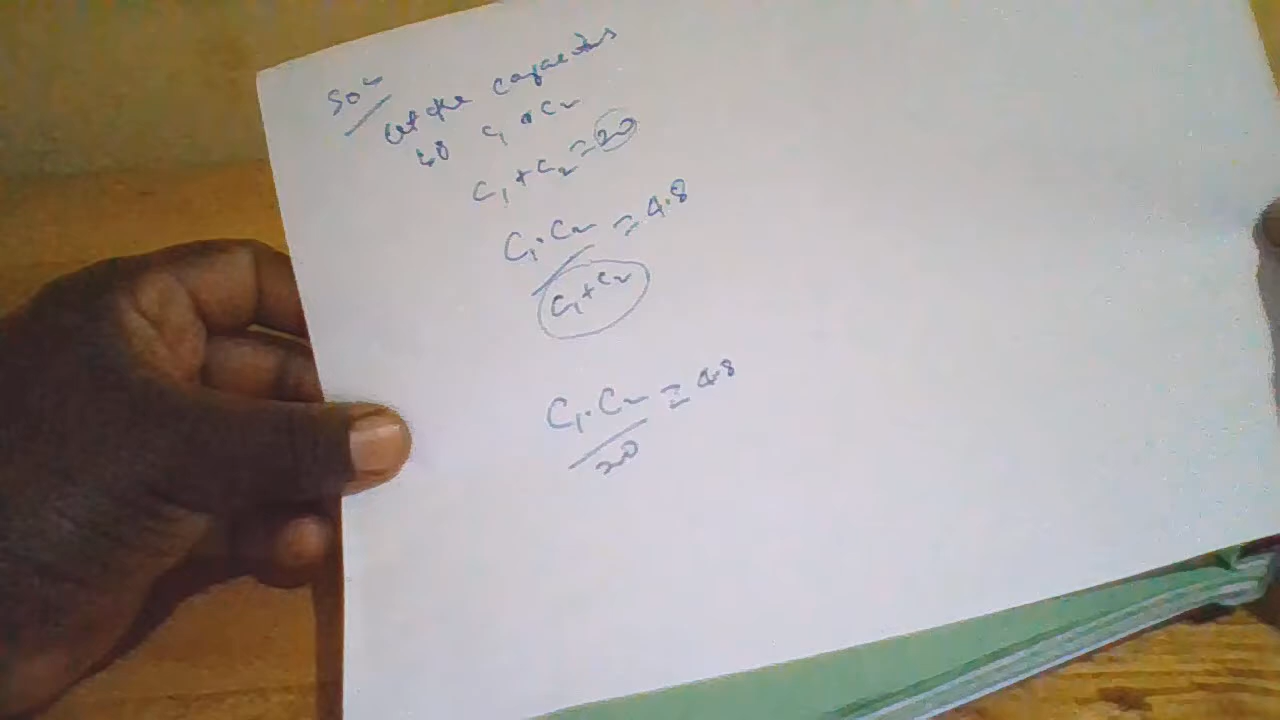 Soln
let the capacitors
be C1 & C2
C1 + C2 = 20
C1 . C2 = 4.8
C1 + C2
C1 . C2 = 4.8
20